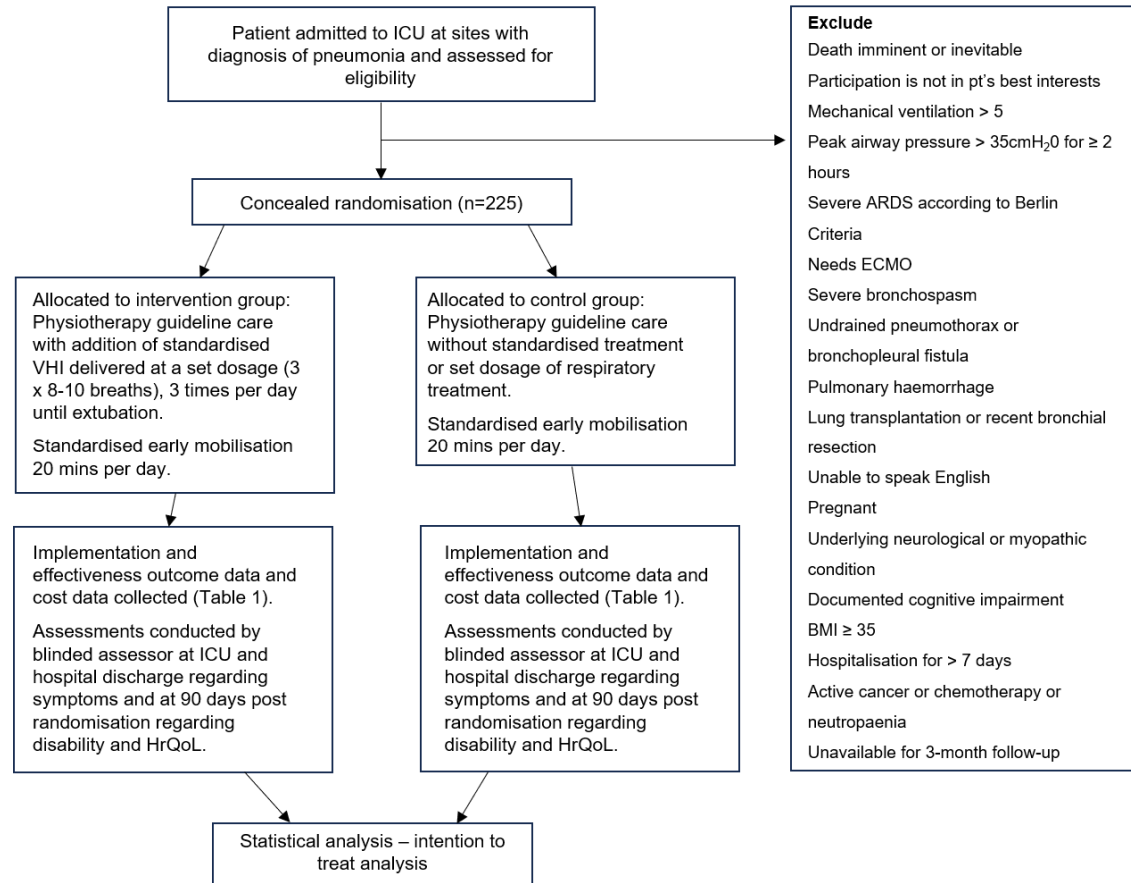 Patient admitted to ICU at sites with
diagnosis of pneumonia and assessed for
eligibility
Exclude
Death imminent or inevitable
Participation is not in pt's best interests
Mechanical ventilation > 5
Peak airway pressure > 35cmH₂0 for ≥ 2
hours
Severe ARDS according to Berlin
Criteria
Needs ECMO
Severe bronchospasm
Undrained pneumothorax or
bronchopleural fistula
Pulmonary haemorrhage
Lung transplantation or recent bronchial
resection
Unable to speak English
Pregnant
Underlying neurological or myopathic
condition
Documented cognitive impairment
BMI ≥ 35
Hospitalisation for > 7 days
Active cancer or chemotherapy or
neutropaenia
Unavailable for 3-month follow-up
Concealed randomisation (n=225)
Allocated to intervention group:
Physiotherapy guideline care
with addition of standardised
VHI delivered at a set dosage (3
x 8-10 breaths), 3 times per day
until extubation.
Standardised early mobilisation
20 mins per day.
Allocated to control group:
Physiotherapy guideline care
without standardised treatment
or set dosage of respiratory
treatment.
Standardised early mobilisation
20 mins per day.
Implementation and
effectiveness outcome data and
cost data collected (Table 1).
Assessments conducted by
blinded assessor at ICU and
hospital discharge regarding
symptoms and at 90 days post
randomisation regarding
disability and HrQoL.
Implementation and
effectiveness outcome data and
cost data collected (Table 1).
Assessments conducted by
blinded assessor at ICU and
hospital discharge regarding
symptoms and at 90 days post
randomisation regarding
disability and HrQoL.
Statistical analysis – intention to
treat analysis